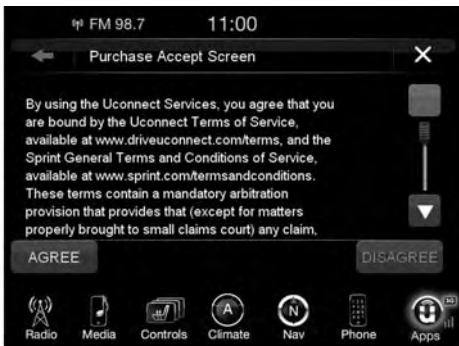 FM 98.7 11:00
Purchase Accept Screen
By using the Uconnect Services, you agree that you
are bound by the Uconnect Terms of Service,
available at www.driveuconnect.com/terms, and the
Sprint General Terms and Conditions of Service,
available at www.sprint.com/termsandconditions.
These terms contain a mandatory arbitration
provision that provides that (except for matters
properly brought to small claims court) any claim,
AGREE DISAGREE
A N 3G
Radio Media Controls Climate Nav Phone Apps